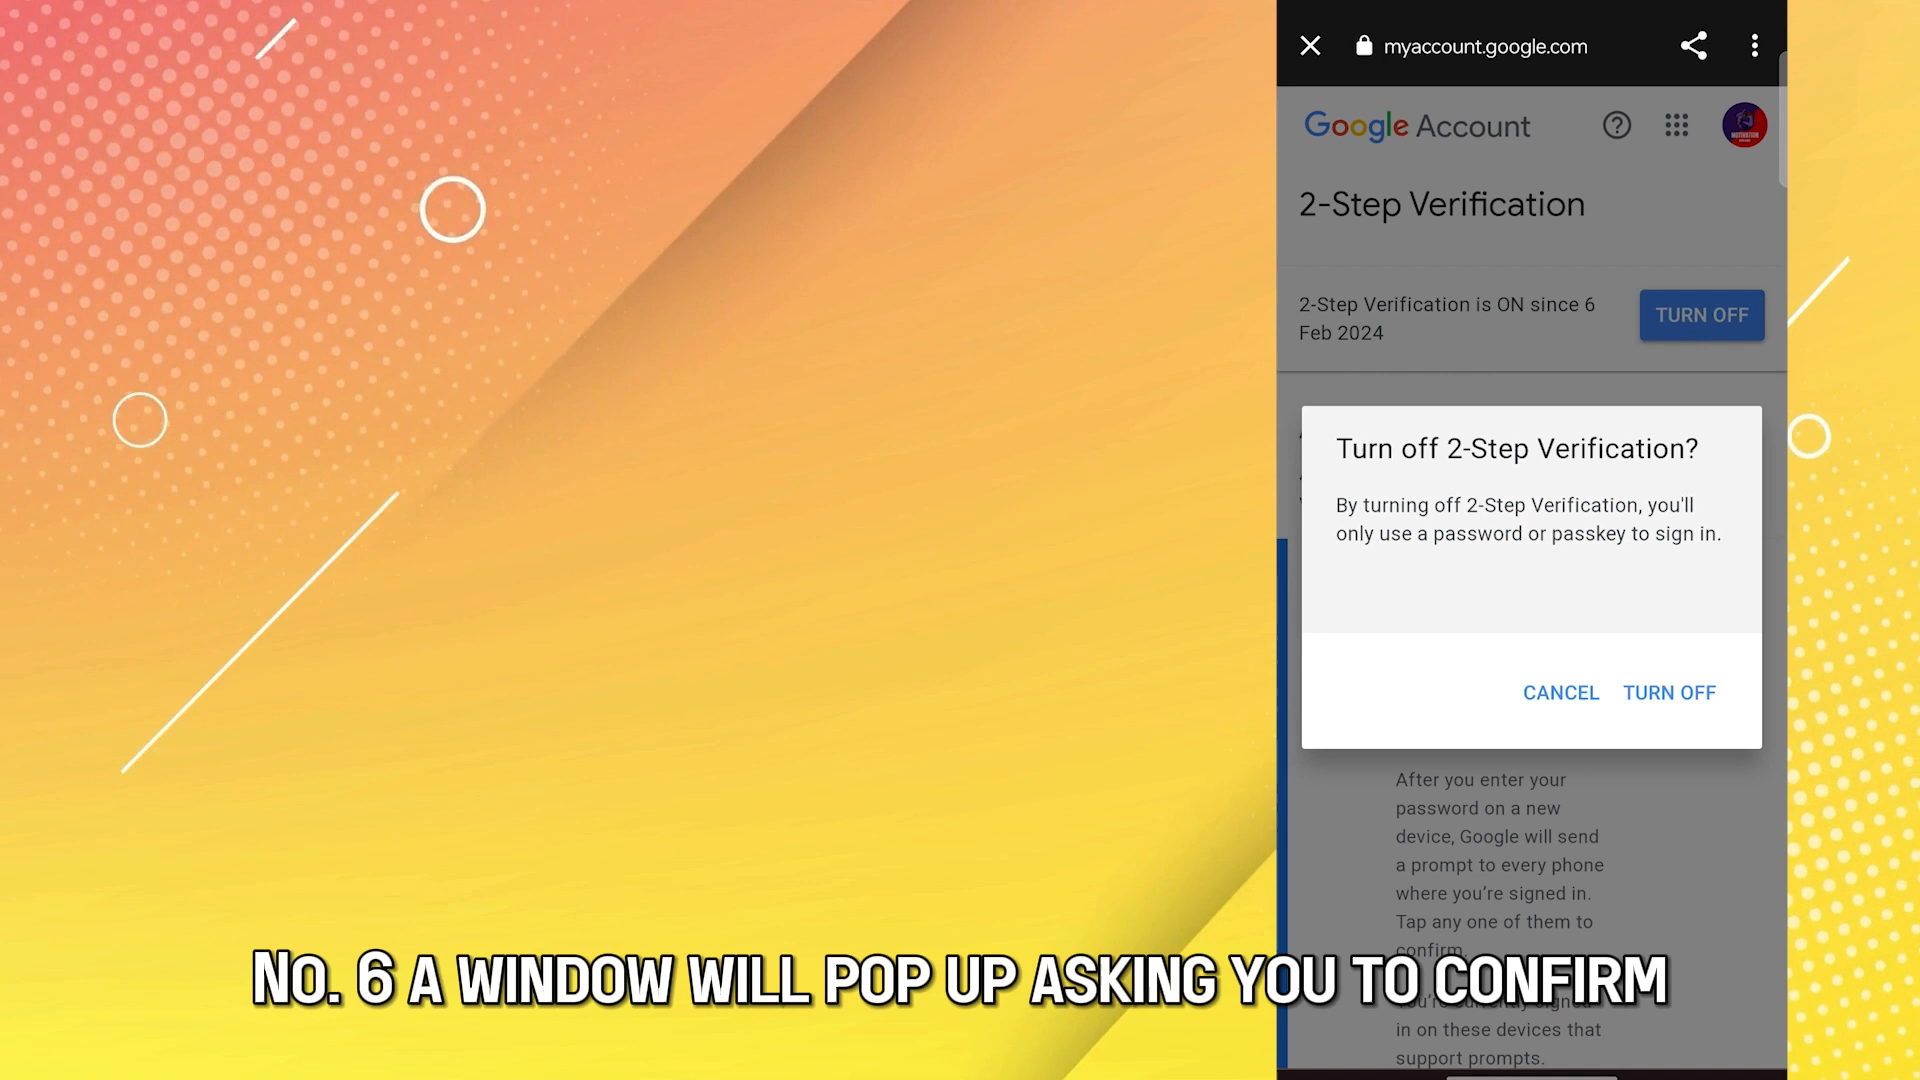 myaccount.google.com
Google Account
2-Step Verification
2-Step Verification is ON since 6
Feb 2024
TURN OFF
Turn off 2-Step Verification?
By turning off 2-Step Verification, you'll
only use a password or passkey to sign in.
CANCEL TURN OFF
After you enter your
password on a new
device, Google will send
a prompt to every phone
where you're signed in.
Tap any one of them to
confirm.
No. 6 A WINDOW WILL POP UP ASKING YOU TO CONFIRM
in on these devices that
support prompts.